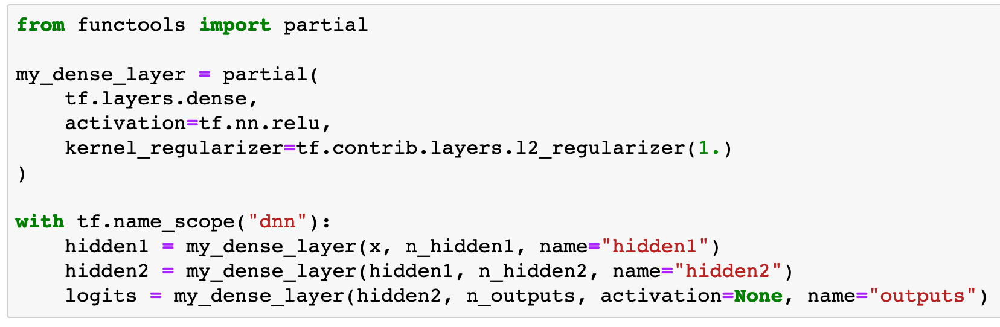 from functools import partial

my_dense_layer = partial(
    tf.layers.dense,
    activation=tf.nn.relu,
    kernel_regularizer=tf.contrib.layers.l2_regularizer(1.)
)

with tf.name_scope("dnn"):
    hidden1 = my_dense_layer(x, n_hidden1, name="hidden1")
    hidden2 = my_dense_layer(hidden1, n_hidden2, name="hidden2")
    logits = my_dense_layer(hidden2, n_outputs, activation=None, name="outputs")